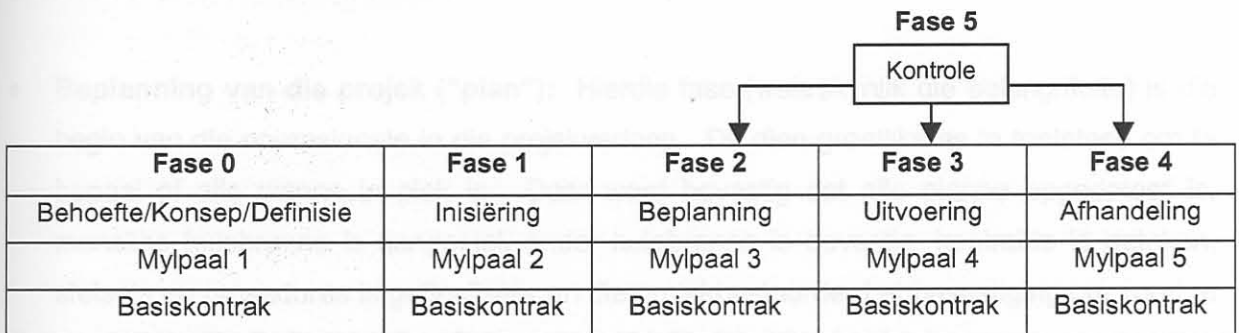 Fase 5
Kontrole
Fase 0 Fase 1 Fase 2 Fase 3 Fase 4
Behoefte/Konsep/Definisie Inisiëring Beplanning Uitvoering Afhandeling
Mylpaal 1 Mylpaal 2 Mylpaal 3 Mylpaal 4 Mylpaal 5
Basiskontrak Basiskontrak Basiskontrak Basiskontrak Basiskontrak